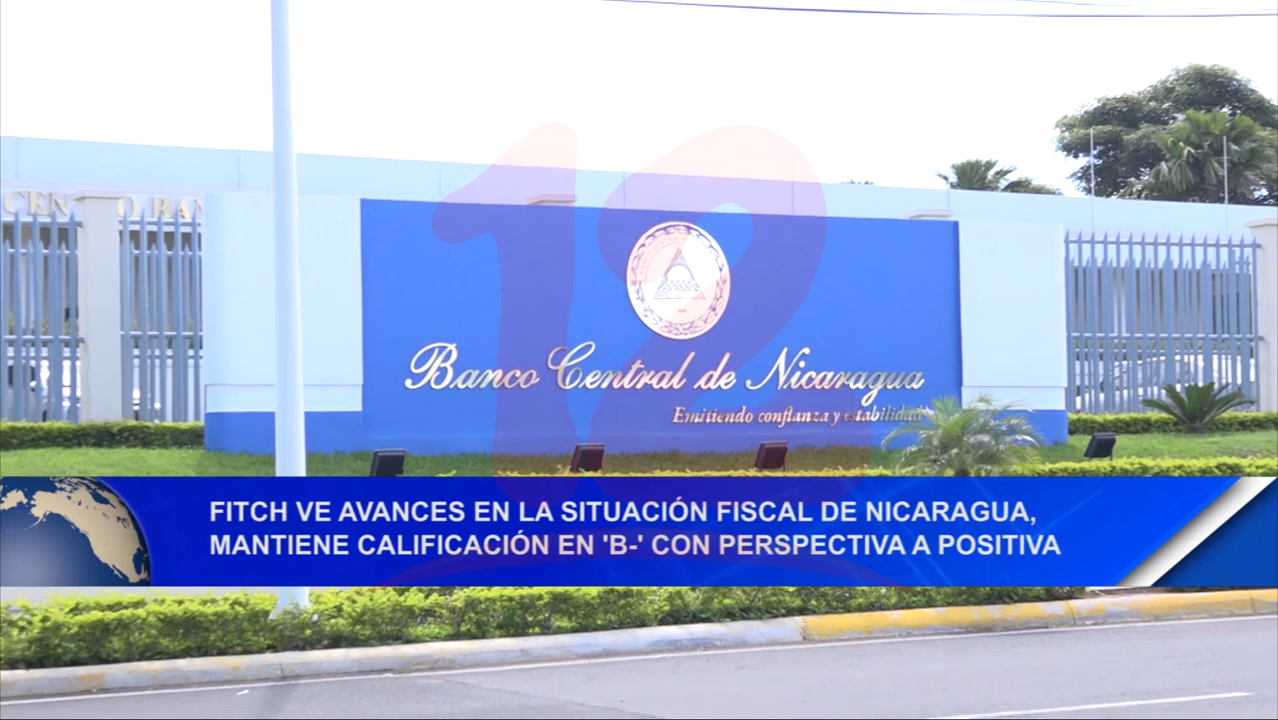 12
Banco Central de Nicaragua
Emitiendo confianza y estabilidad
FITCH VE AVANCES EN LA SITUACIÓN FISCAL DE NICARAGUA,
MANTIENE CALIFICACIÓN EN 'B-' CON PERSPECTIVA A POSITIVA